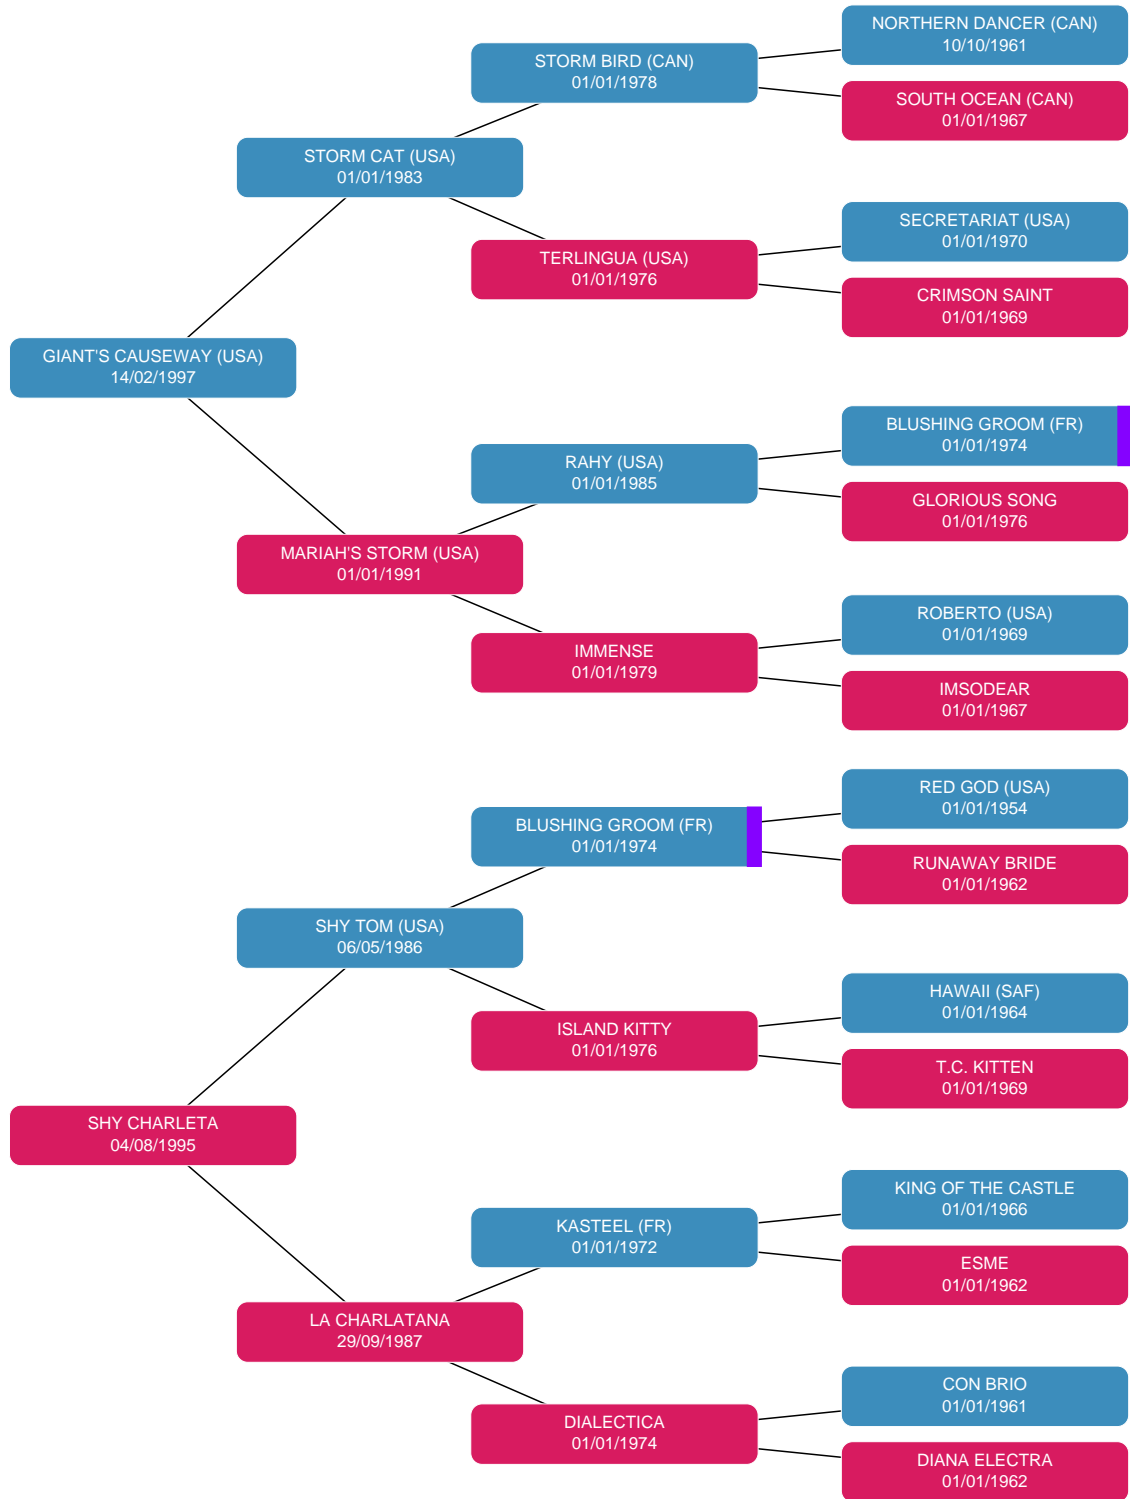 NORTHERN DANCER (CAN)
10/10/1961
STORM BIRD (CAN)
01/01/1978
SOUTH OCEAN (CAN)
01/01/1967
STORM CAT (USA)
01/01/1983
SECRETARIAT (USA)
01/01/1970
TERLINGUA (USA)
01/01/1976
CRIMSON SAINT
01/01/1969
GIANT'S CAUSEWAY (USA)
14/02/1997
BLUSHING GROOM (FR)
01/01/1974
RAHY (USA)
01/01/1985
GLORIOUS SONG
01/01/1976
MARIAH'S STORM (USA)
01/01/1991
ROBERTO (USA)
01/01/1969
IMMENSE
01/01/1979
IMSODEAR
01/01/1967
RED GOD (USA)
01/01/1954
BLUSHING GROOM (FR)
01/01/1974
RUNAWAY BRIDE
01/01/1962
SHY TOM (USA)
06/05/1986
HAWAII (SAF)
01/01/1964
ISLAND KITTY
01/01/1976
T.C. KITTEN
01/01/1969
SHY CHARLETA
04/08/1995
KING OF THE CASTLE
01/01/1966
KASTEEL (FR)
01/01/1972
ESME
01/01/1962
LA CHARLATANA
29/09/1987
CON BRIO
01/01/1961
DIALECTICA
01/01/1974
DIANA ELECTRA
01/01/1962